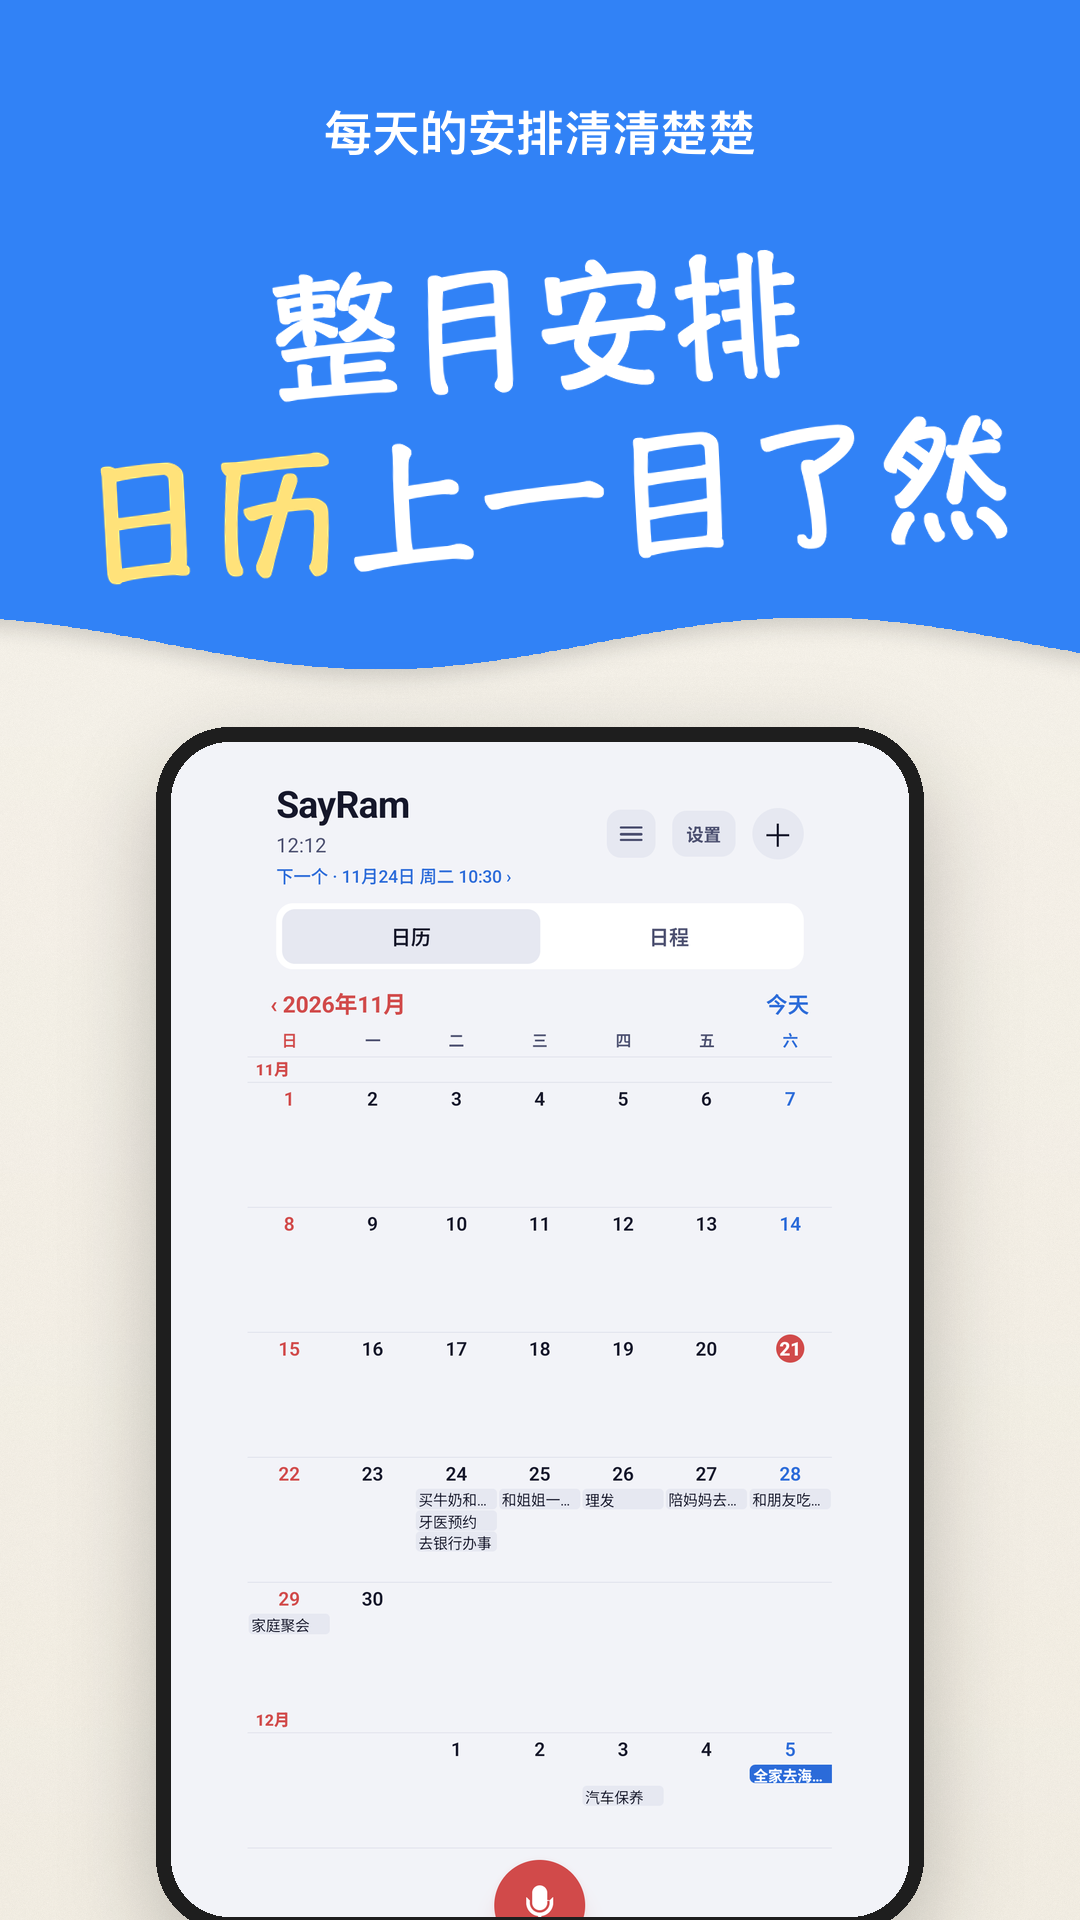 每天的安排清清楚楚
整月安排
日历上一目了然
SayRam
12:12
下一个 · 11月24日 周二 10:30 ›
设置
日历 日程
‹ 2026年11月 今天
日 一 二 三 四 五 六
11月
1 2 3 4 5 6 7
8 9 10 11 12 13 14
15 16 17 18 19 20 21
22 23 24 25 26 27 28
买牛奶和... 和姐姐一... 理发 陪妈妈去... 和朋友吃...
牙医预约
去银行办事
29 30
家庭聚会
12月
1 2 3 4 5
全家去海...
汽车保养